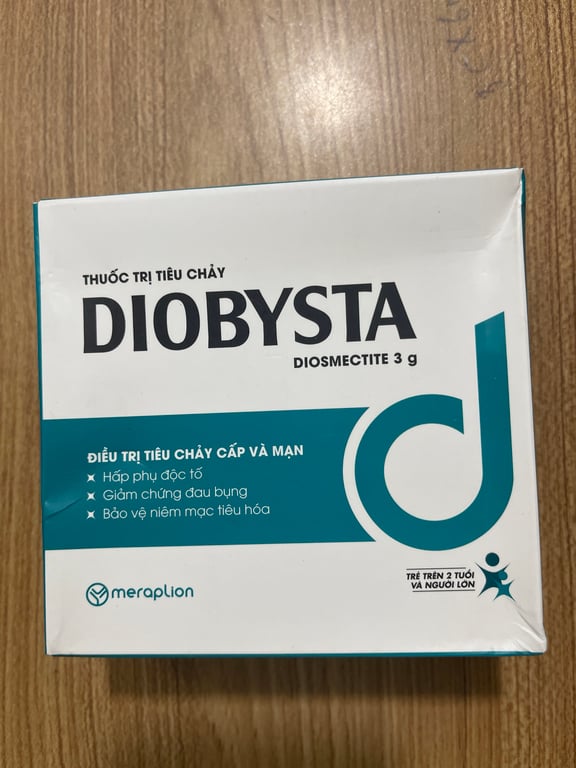 THUỐC TRỊ TIÊU CHẢY
DIOBYSTA
DIOSMECTITE 3 g
ĐIỀU TRỊ TIÊU CHẢY CẤP VÀ MẠN
Hấp phụ độc tố
Giảm chứng đau bụng
Bảo vệ niêm mạc tiêu hóa
meraplion
TRẺ TRÊN 2 TUỔI
VÀ NGƯỜI LỚN